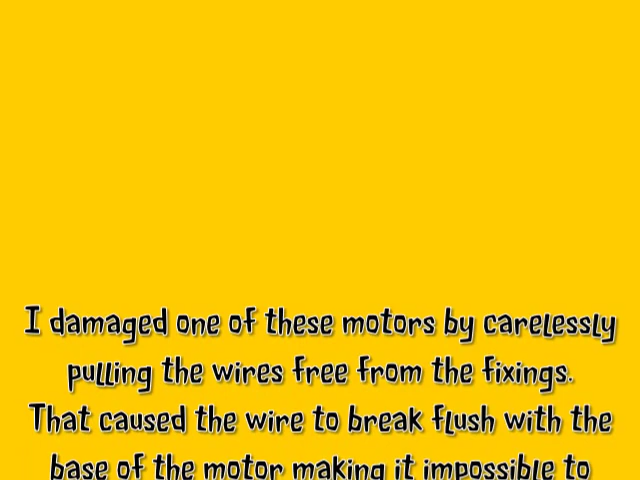 I damaged one of these motors by carelessly
pulling the wires free from the fixings.
That caused the wire to break flush with the
base of the motor making it impossible to